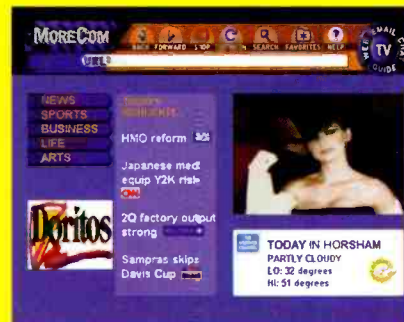 MORECOM
BACK FORWARD STOP SEARCH FAVORITES HELP
URL:
WEB EMAIL CHAT
TV
GUIDE
NEWS
SPORTS
BUSINESS
LIFE
ARTS
HMO reform
Japanese med
equip Y2K risk
CNN
2Q factory output
strong
Sampras skips
Davis Cup
Doritos
TODAY IN HORSHAM
PARTLY CLOUDY
LO: 32 degrees
HI: 51 degrees